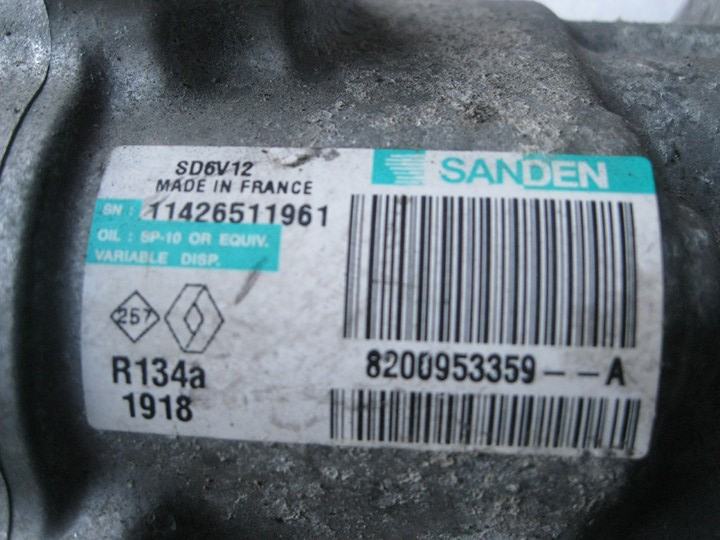 SD6V12
MADE IN FRANCE
SANDEN
SN : 11426511961
OIL : SP-10 OR EQUIV.
VARIABLE DISP.
257
R134a
1918
8200953359--A